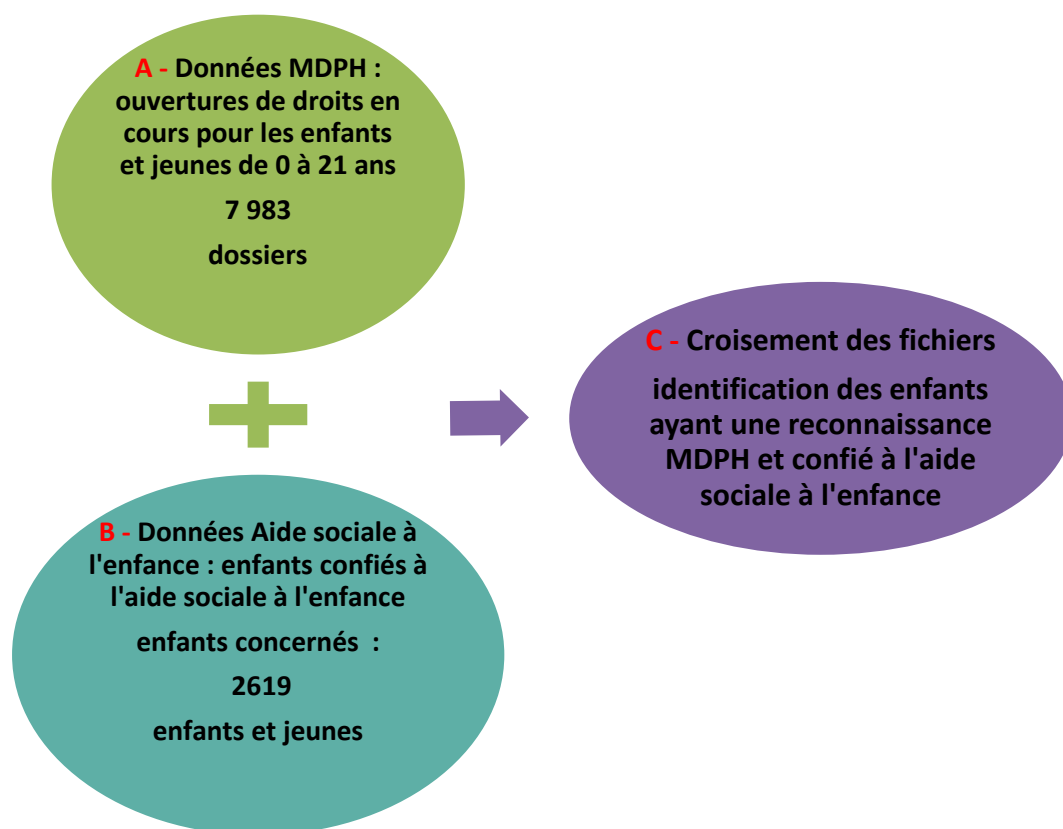 A - Données MDPH :
ouvertures de droits en
cours pour les enfants
et jeunes de 0 à 21 ans
7 983
dossiers
B - Données Aide sociale à
l'enfance : enfants confiés à
l'aide sociale à l'enfance
enfants concernés :
2619
enfants et jeunes
C - Croisement des fichiers
identification des enfants
ayant une reconnaissance
MDPH et confié à l'aide
sociale à l'enfance